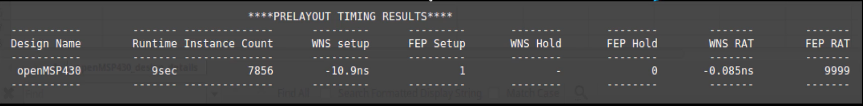 ****PRELAYOUT TIMING RESULTS****
----------- ------- -------------- --------- --------- -------- -------- ------- -------
Design Name Runtime Instance Count WNS setup FEP Setup WNS Hold FEP Hold WNS RAT FEP RAT
----------- ------- -------------- --------- --------- -------- -------- ------- -------
openMSP430 9sec 7856 -10.9ns 1 - 0 -0.085ns 9999
----------- ------- -------------- --------- --------- -------- -------- ------- -------